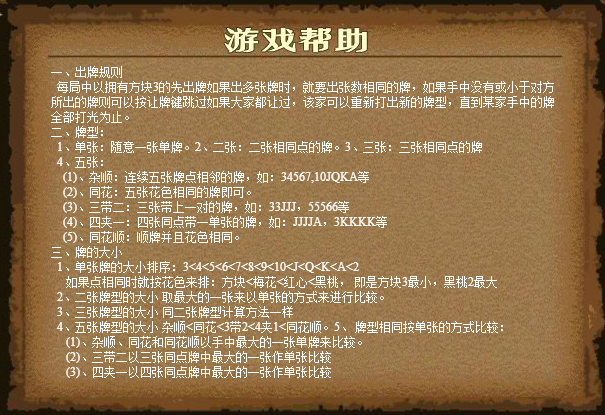 游戏帮助
一、出牌规则
每局中以拥有方块3的先出牌如果出多张牌时，就要出张数相同的牌，如果手中没有或小于对方
所出的牌则可以按让牌键跳过如果大家都让过，该家可以重新打出新的牌型，直到某家手中的牌
全部打光为止。
二、牌型：
1、单张：随意一张单牌。2、二张：二张相同点的牌。3、三张：三张相同点的牌
4、五张：
(1)、杂顺：连续五张牌点相邻的牌，如：34567,10JQKA等
(2)、同花：五张花色相同的牌即可。
(3)、三带二：三张带上一对的牌，如：33JJJ，55566等
(4)、四夹一：四张同点带一单张的牌，如：JJJJA，3KKKK等
(5)、同花顺：顺牌并且花色相同。
三、牌的大小
1、单张牌的大小排序：3<4<5<6<7<8<9<10<J<Q<K<A<2
如果点相同时就按花色来排：方块<梅花<红心<黑桃， 即是方块3最小，黑桃2最大
2、二张牌型的大小 取最大的一张来以单张的方式来进行比较。
3、三张牌型的大小 同二张牌型计算方法一样
4、五张牌型的大小 杂顺<同花<3带2<4夹1<同花顺。5、牌型相同按单张的方式比较：
(1)、杂顺、同花和同花顺以手中最大的一张单牌来比较。
(2)、三带二以三张同点牌中最大的一张作单张比较
(3)、四夹一以四张同点牌中最大的一张作单张比较